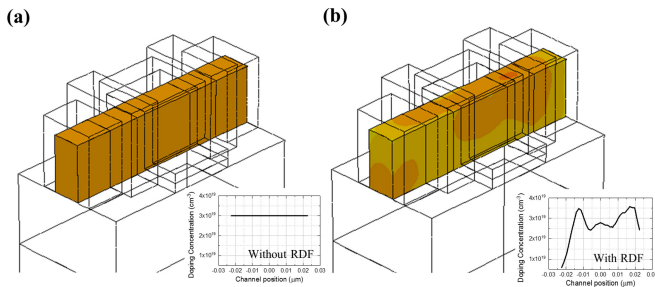 (a)
(b)
Doping Concentration (cm⁻³)
4x10¹⁹
3x10¹⁹
2x10¹⁹
1x10¹⁹
Without RDF
-0.03 -0.02 -0.01 0.00 0.01 0.02 0.03
Channel position (μm)
Doping Concentration (cm⁻³)
4x10¹⁹
3x10¹⁹
2x10¹⁹
1x10¹⁹
With RDF
-0.03 -0.02 -0.01 0.00 0.01 0.02 0.03
Channel position (μm)